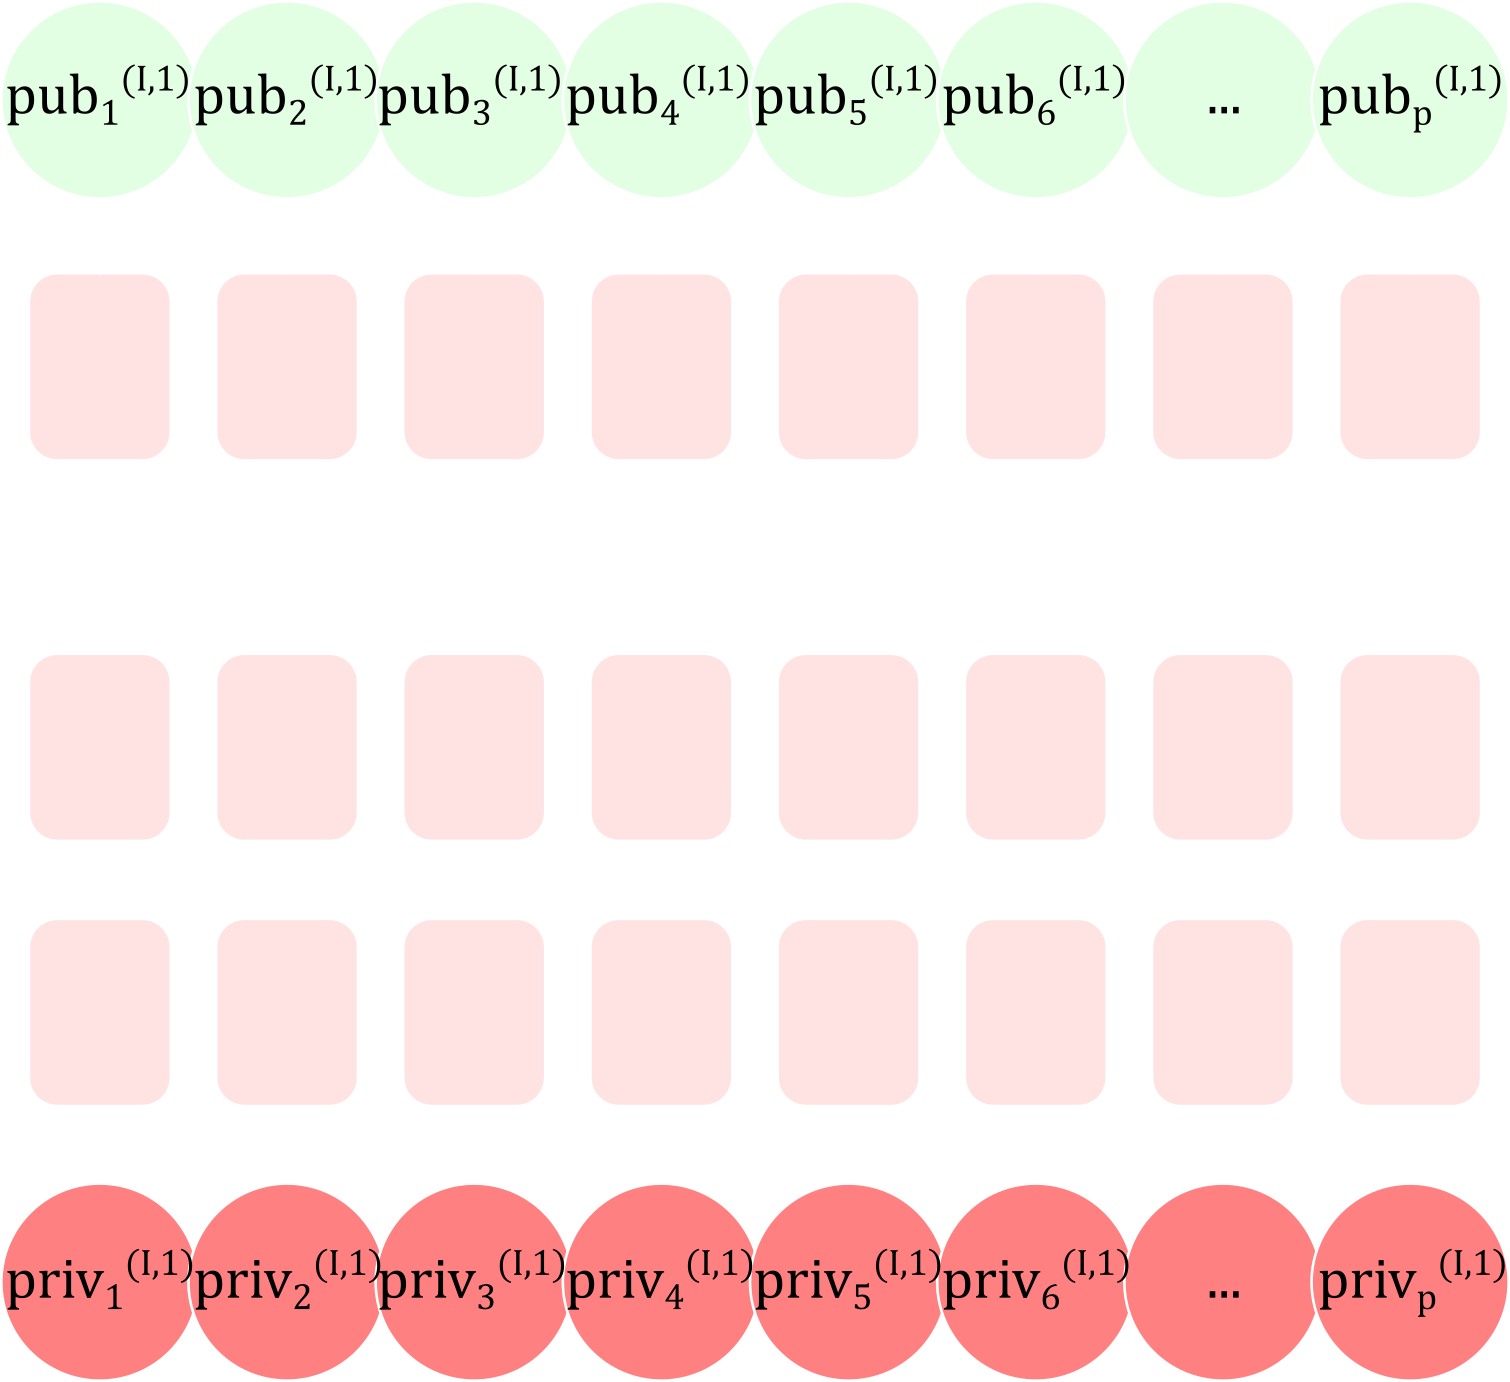 pub₁⁽ᴵ,¹⁾ pub₂⁽ᴵ,¹⁾ pub₃⁽ᴵ,¹⁾ pub₄⁽ᴵ,¹⁾ pub₅⁽ᴵ,¹⁾ pub₆⁽ᴵ,¹⁾ ... pubₚ⁽ᴵ,¹⁾
priv₁⁽ᴵ,¹⁾ priv₂⁽ᴵ,¹⁾ priv₃⁽ᴵ,¹⁾ priv₄⁽ᴵ,¹⁾ priv₅⁽ᴵ,¹⁾ priv₆⁽ᴵ,¹⁾ ... privₚ⁽ᴵ,¹⁾